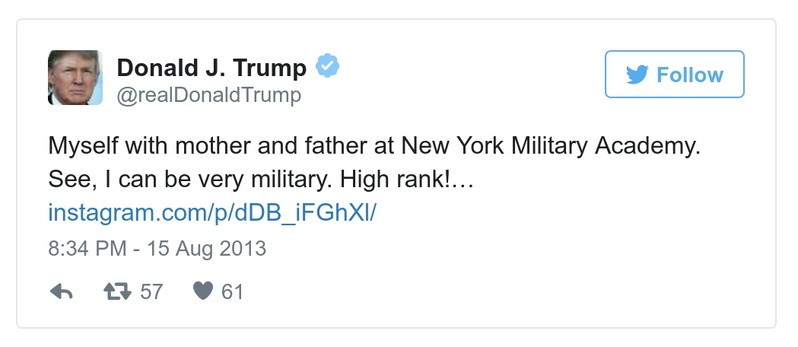 Donald J. Trump
@realDonaldTrump
Follow
Myself with mother and father at New York Military Academy.
See, I can be very military. High rank!…
instagram.com/p/dDB_iFGhXl/
8:34 PM - 15 Aug 2013
57 61